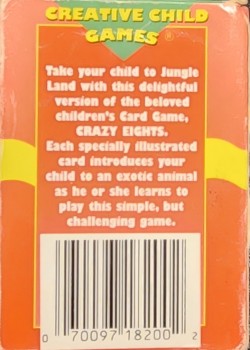 CREATIVE CHILD
GAMES®
Take your child to Jungle
Land with this delightful
version of the beloved
children's Card Game,
CRAZY EIGHTS.
Each specially illustrated
card introduces your
child to an exotic animal
as he or she learns to
play this simple, but
challenging game.
0 70097 18200 2